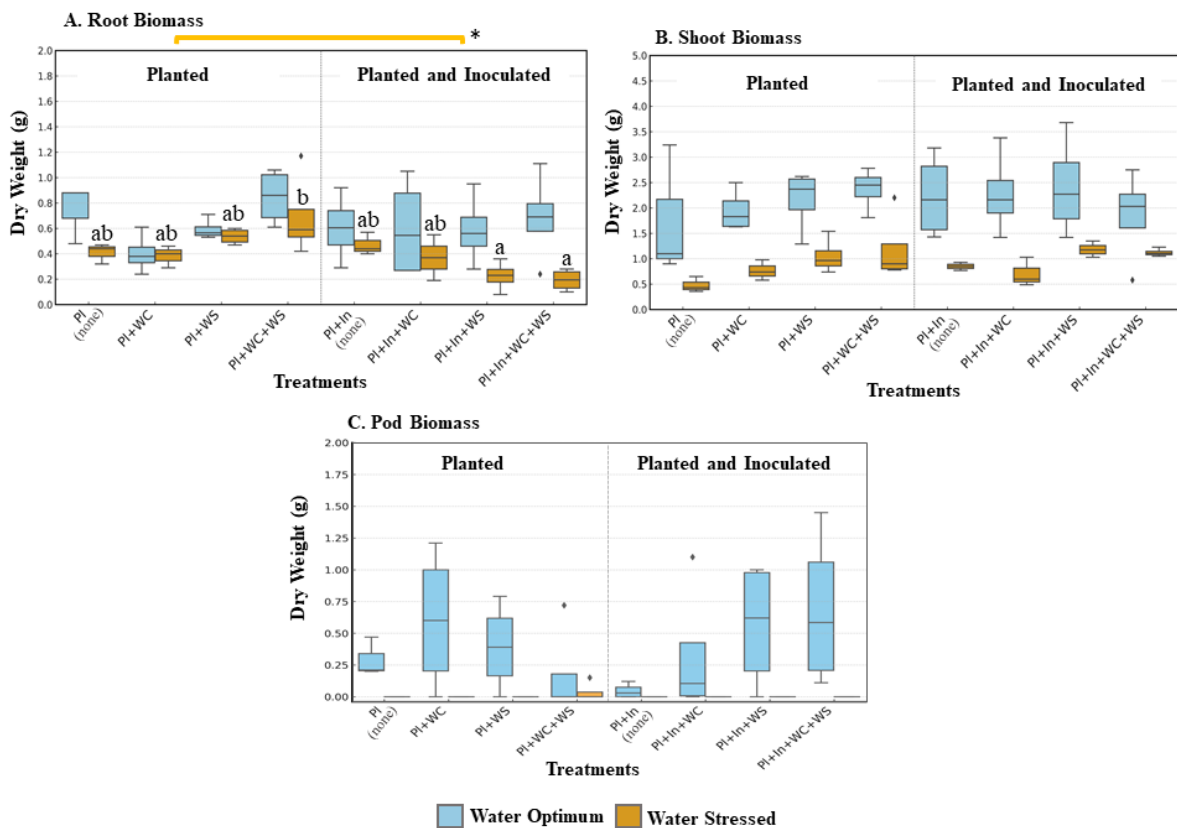 A. Root Biomass
*
Planted
Planted and Inoculated
Dry Weight (g)
2.0
1.8
1.6
1.4
1.2
1.0
0.8
0.6
0.4
0.2
0.0
ab
ab
ab
b
ab
ab
a
a
Pl
(none)
Pl+WC
Pl+WS
Pl+WC+WS
Pl+In
(none)
Pl+In+WC
Pl+In+WS
Pl+In+WC+WS
Treatments
B. Shoot Biomass
Planted
Planted and Inoculated
Dry Weight (g)
5.0
4.5
4.0
3.5
3.0
2.5
2.0
1.5
1.0
0.5
0.0
Pl
(none)
Pl+WC
Pl+WS
Pl+WC+WS
Pl+In
(none)
Pl+In+WC
Pl+In+WS
Pl+In+WC+WS
Treatments
C. Pod Biomass
Planted
Planted and Inoculated
Dry Weight (g)
2.00
1.75
1.50
1.25
1.00
0.75
0.50
0.25
0.00
Pl
(none)
Pl+WC
Pl+WS
Pl+WC+WS
Pl+In
(none)
Pl+In+WC
Pl+In+WS
Pl+In+WC+WS
Treatments
Water Optimum
Water Stressed